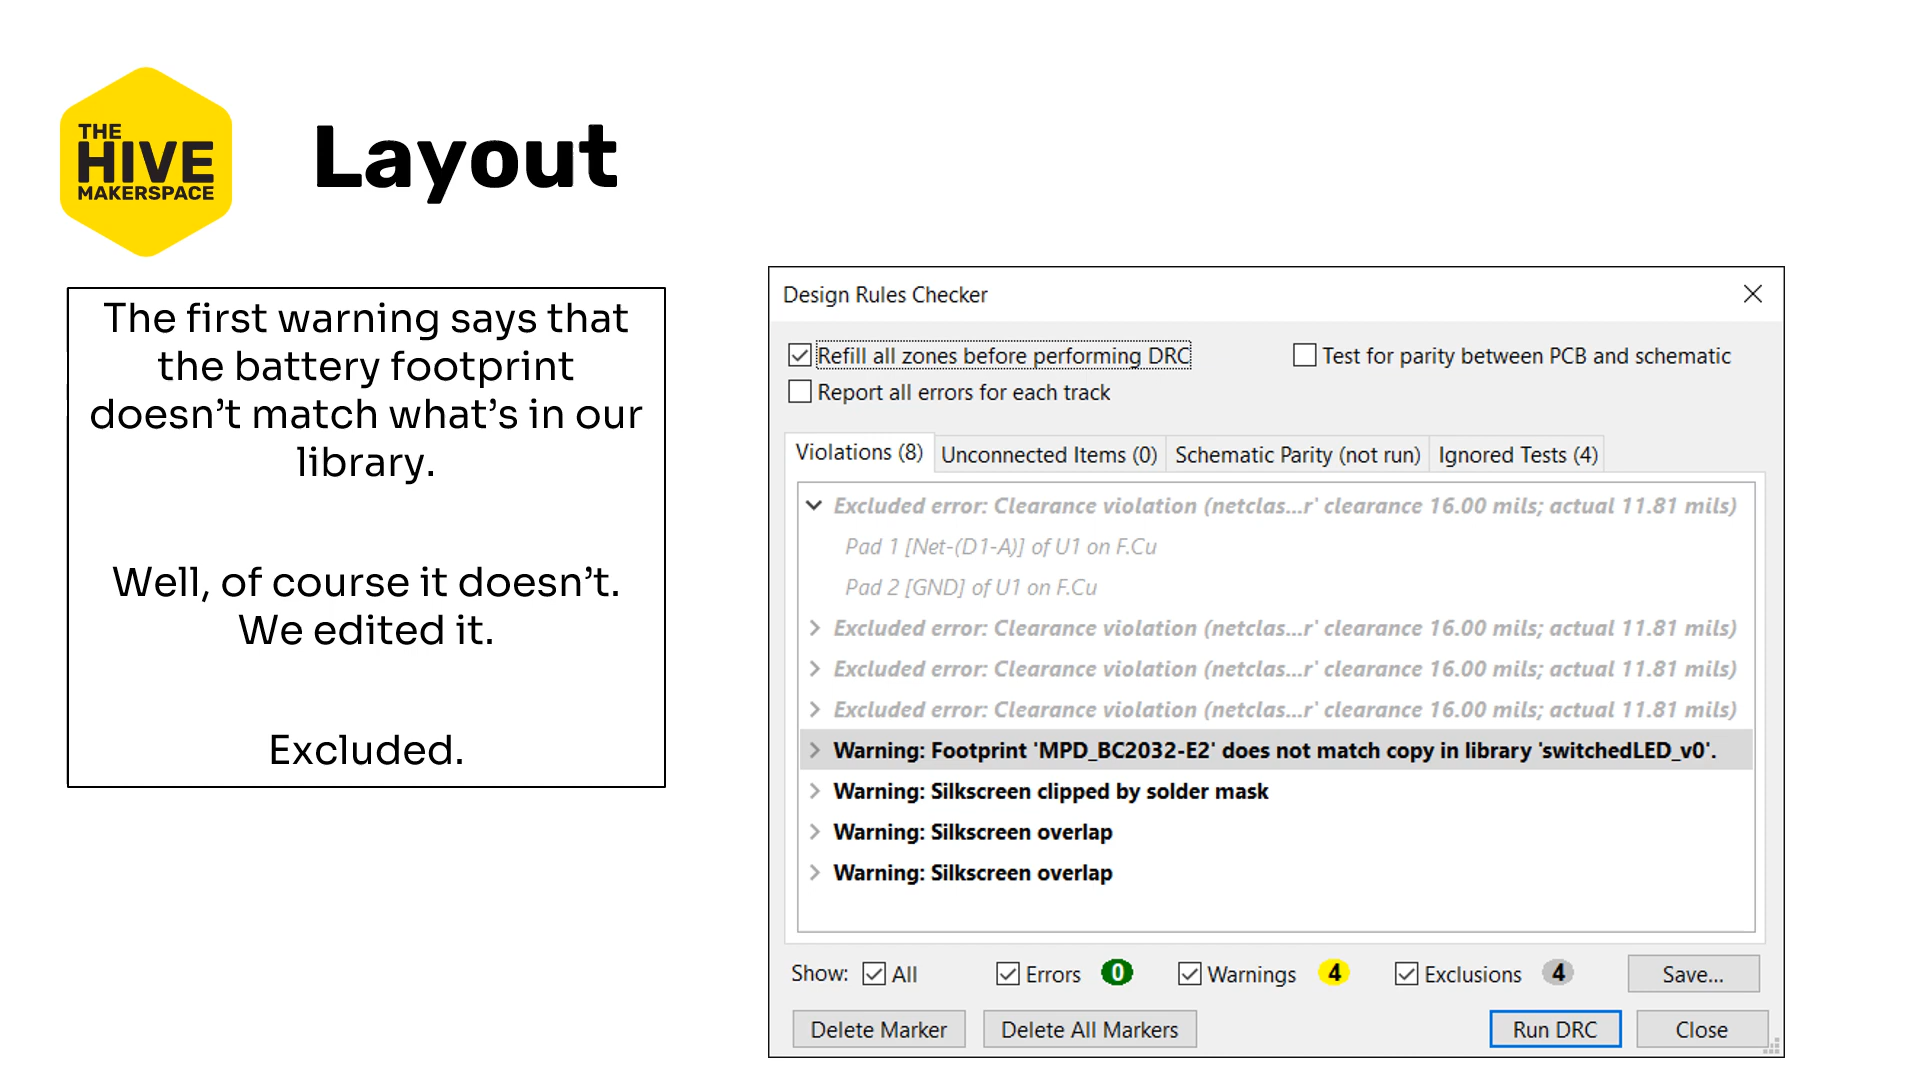 THE
HIVE
MAKERSPACE
Layout
The first warning says that
the battery footprint
doesn’t match what’s in our
library.
Well, of course it doesn’t.
We edited it.
Excluded.
Design Rules Checker
Refill all zones before performing DRC
Test for parity between PCB and schematic
Report all errors for each track
Violations (8) Unconnected Items (0) Schematic Parity (not run) Ignored Tests (4)
Excluded error: Clearance violation (netclas...r' clearance 16.00 mils; actual 11.81 mils)
Pad 1 [Net-(D1-A)] of U1 on F.Cu
Pad 2 [GND] of U1 on F.Cu
Excluded error: Clearance violation (netclas...r' clearance 16.00 mils; actual 11.81 mils)
Excluded error: Clearance violation (netclas...r' clearance 16.00 mils; actual 11.81 mils)
Excluded error: Clearance violation (netclas...r' clearance 16.00 mils; actual 11.81 mils)
Warning: Footprint 'MPD_BC2032-E2' does not match copy in library 'switchedLED_v0'.
Warning: Silkscreen clipped by solder mask
Warning: Silkscreen overlap
Warning: Silkscreen overlap
Show: All Errors 0 Warnings 4 Exclusions 4 Save...
Delete Marker Delete All Markers Run DRC Close